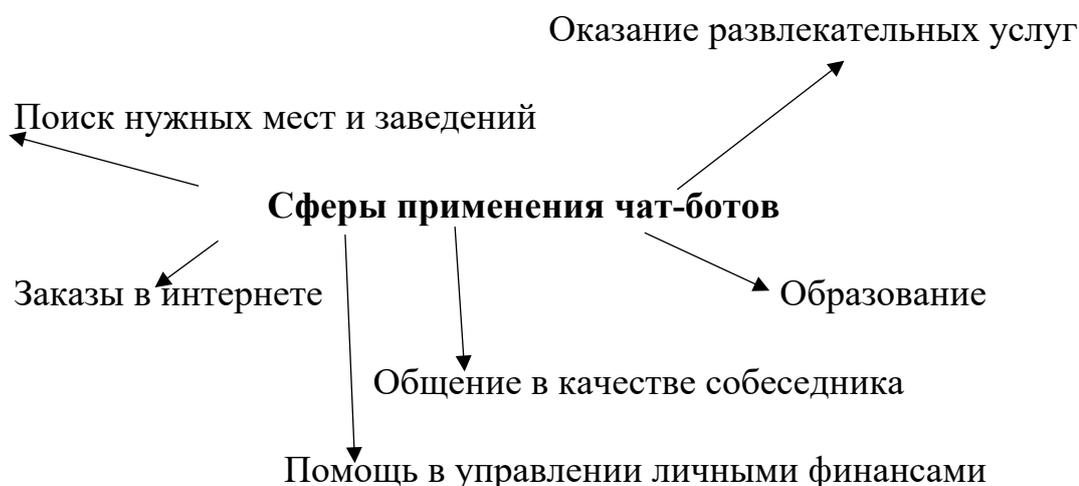 Оказание развлекательных услуг
Поиск нужных мест и заведений
Сферы применения чат-ботов
Заказы в интернете
Образование
Общение в качестве собеседника
Помощь в управлении личными финансами